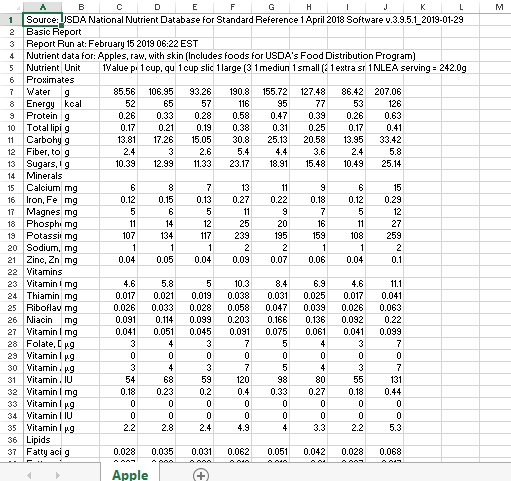 A B C D E F G H I J K L M
1 Source: USDA National Nutrient Database for Standard Reference 1 April 2018 Software v.3.9.5.1_2019-01-29
2 Basic Report
3 Report Run at: February 15 2019 06:22 EST
4 Nutrient data for: Apples, raw, with skin (Includes foods for USDA's Food Distribution Program)
5 Nutrient Unit 1Value pe 1 cup, qu 1 cup slic 1 large (3 1 medium 1 small (2 1 extra sr 1 NLEA serving = 242.0g
6 Proximates
7 Water g 85.56 106.95 93.26 190.8 155.72 127.48 86.42 207.06
8 Energy kcal 52 65 57 116 95 77 53 126
9 Protein g 0.26 0.33 0.28 0.58 0.47 0.39 0.26 0.63
10 Total lipi g 0.17 0.21 0.19 0.38 0.31 0.25 0.17 0.41
11 Carbohy g 13.81 17.26 15.05 30.8 25.13 20.58 13.95 33.42
12 Fiber, to g 2.4 3 2.6 5.4 4.4 3.6 2.4 5.8
13 Sugars, g 10.39 12.99 11.33 23.17 18.91 15.48 10.49 25.14
14 Minerals
15 Calcium mg 6 8 7 13 11 9 6 15
16 Iron, Fe mg 0.12 0.15 0.13 0.27 0.22 0.18 0.12 0.29
17 Magnes mg 5 6 5 11 9 7 5 12
18 Phosph mg 11 14 12 25 20 16 11 27
19 Potassi mg 107 134 117 239 195 159 108 259
20 Sodium, mg 1 1 1 2 2 1 1 2
21 Zinc, Zn mg 0.04 0.05 0.04 0.09 0.07 0.06 0.04 0.1
22 Vitamins
23 Vitamin mg 4.6 5.8 5 10.3 8.4 6.9 4.6 11.1
24 Thiamin mg 0.017 0.021 0.019 0.038 0.031 0.025 0.017 0.041
25 Riboflav mg 0.026 0.033 0.028 0.058 0.047 0.039 0.026 0.063
26 Niacin mg 0.091 0.114 0.099 0.203 0.166 0.136 0.092 0.22
27 Vitamin mg 0.041 0.051 0.045 0.091 0.075 0.061 0.041 0.099
28 Folate, D µg 3 4 3 7 5 4 3 7
29 Vitamin µg 0 0 0 0 0 0 0 0
30 Vitamin µg 3 4 3 7 5 4 3 7
31 Vitamin IU 54 68 59 120 98 80 55 131
32 Vitamin mg 0.18 0.23 0.2 0.4 0.33 0.27 0.18 0.44
33 Vitamin µg 0 0 0 0 0 0 0 0
34 Vitamin IU 0 0 0 0 0 0 0 0
35 Vitamin µg 2.2 2.8 2.4 4.9 4 3.3 2.2 5.3
36 Lipids
37 Fatty aci g 0.028 0.035 0.031 0.062 0.051 0.042 0.028 0.068
Apple